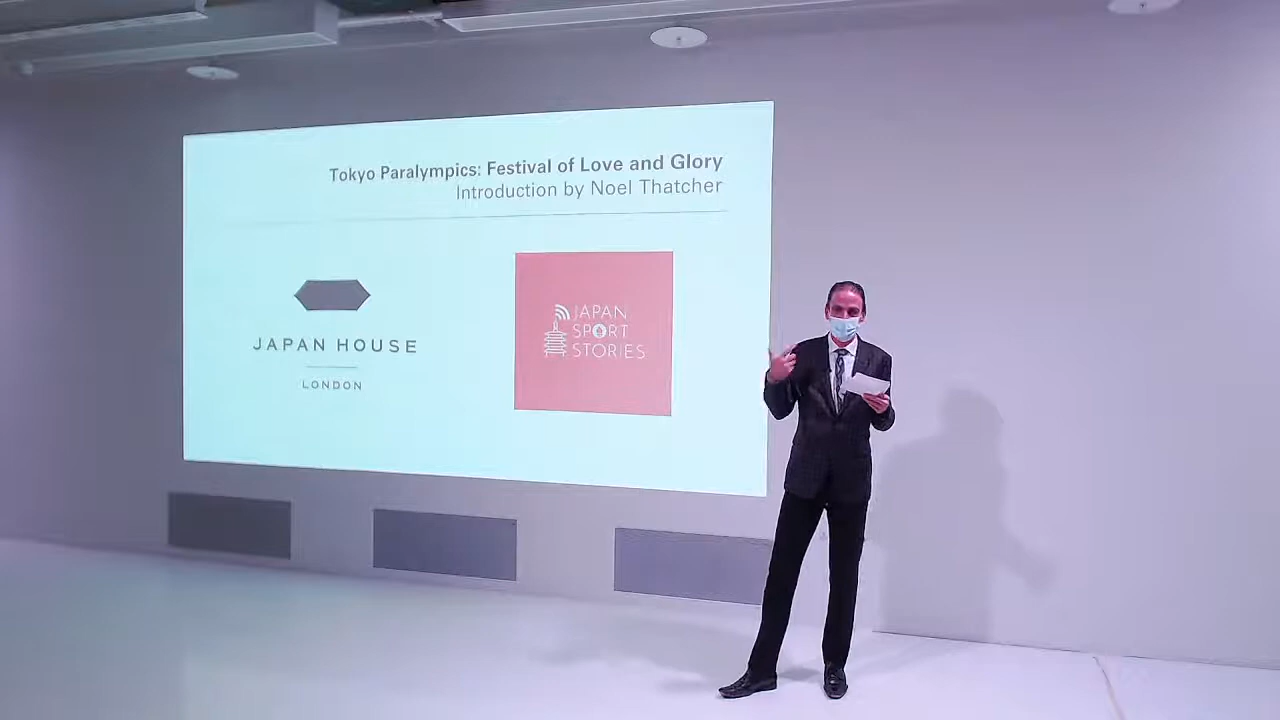 Tokyo Paralympics: Festival of Love and Glory
Introduction by Noel Thatcher
JAPAN HOUSE
LONDON
JAPAN
SPORT
STORIES